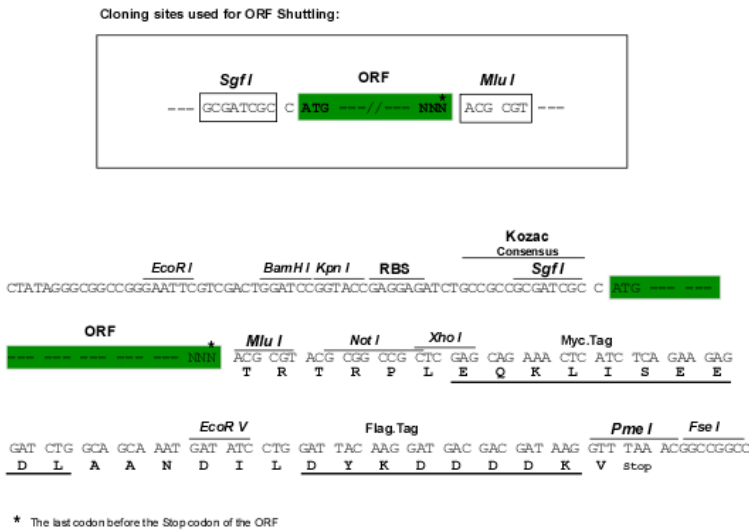 Cloning sites used for ORF Shuttling:
Sgf I ORF Mlu I
--- GCGATCGC C ATG ---//--- NNN* ACG CGT ---
Kozac
Consensus
EcoR I BamH I Kpn I RBS Sgf I
CTATAGGGCGGCCGGGAATTCGTCGACTGGATCCGGTACCGAGGAGATCTGCCGCCGCGATCGC C ATG --- ---
ORF * Mlu I Not I Xho I Myc.Tag
--- --- --- --- --- --- NNN ACG CGT ACG CGG CCG CTC GAG CAG AAA CTC ATC TCA GAA GAG
T R T R P L E Q K L I S E E
EcoR V Flag.Tag Pme I Fse I
GAT CTG GCA GCA AAT GAT ATC CTG GAT TAC AAG GAT GAC GAC GAT AAG GTT TAA ACGGCCGGCC
D L A A N D I L D Y K D D D D K V Stop
* The last codon before the Stop codon of the ORF